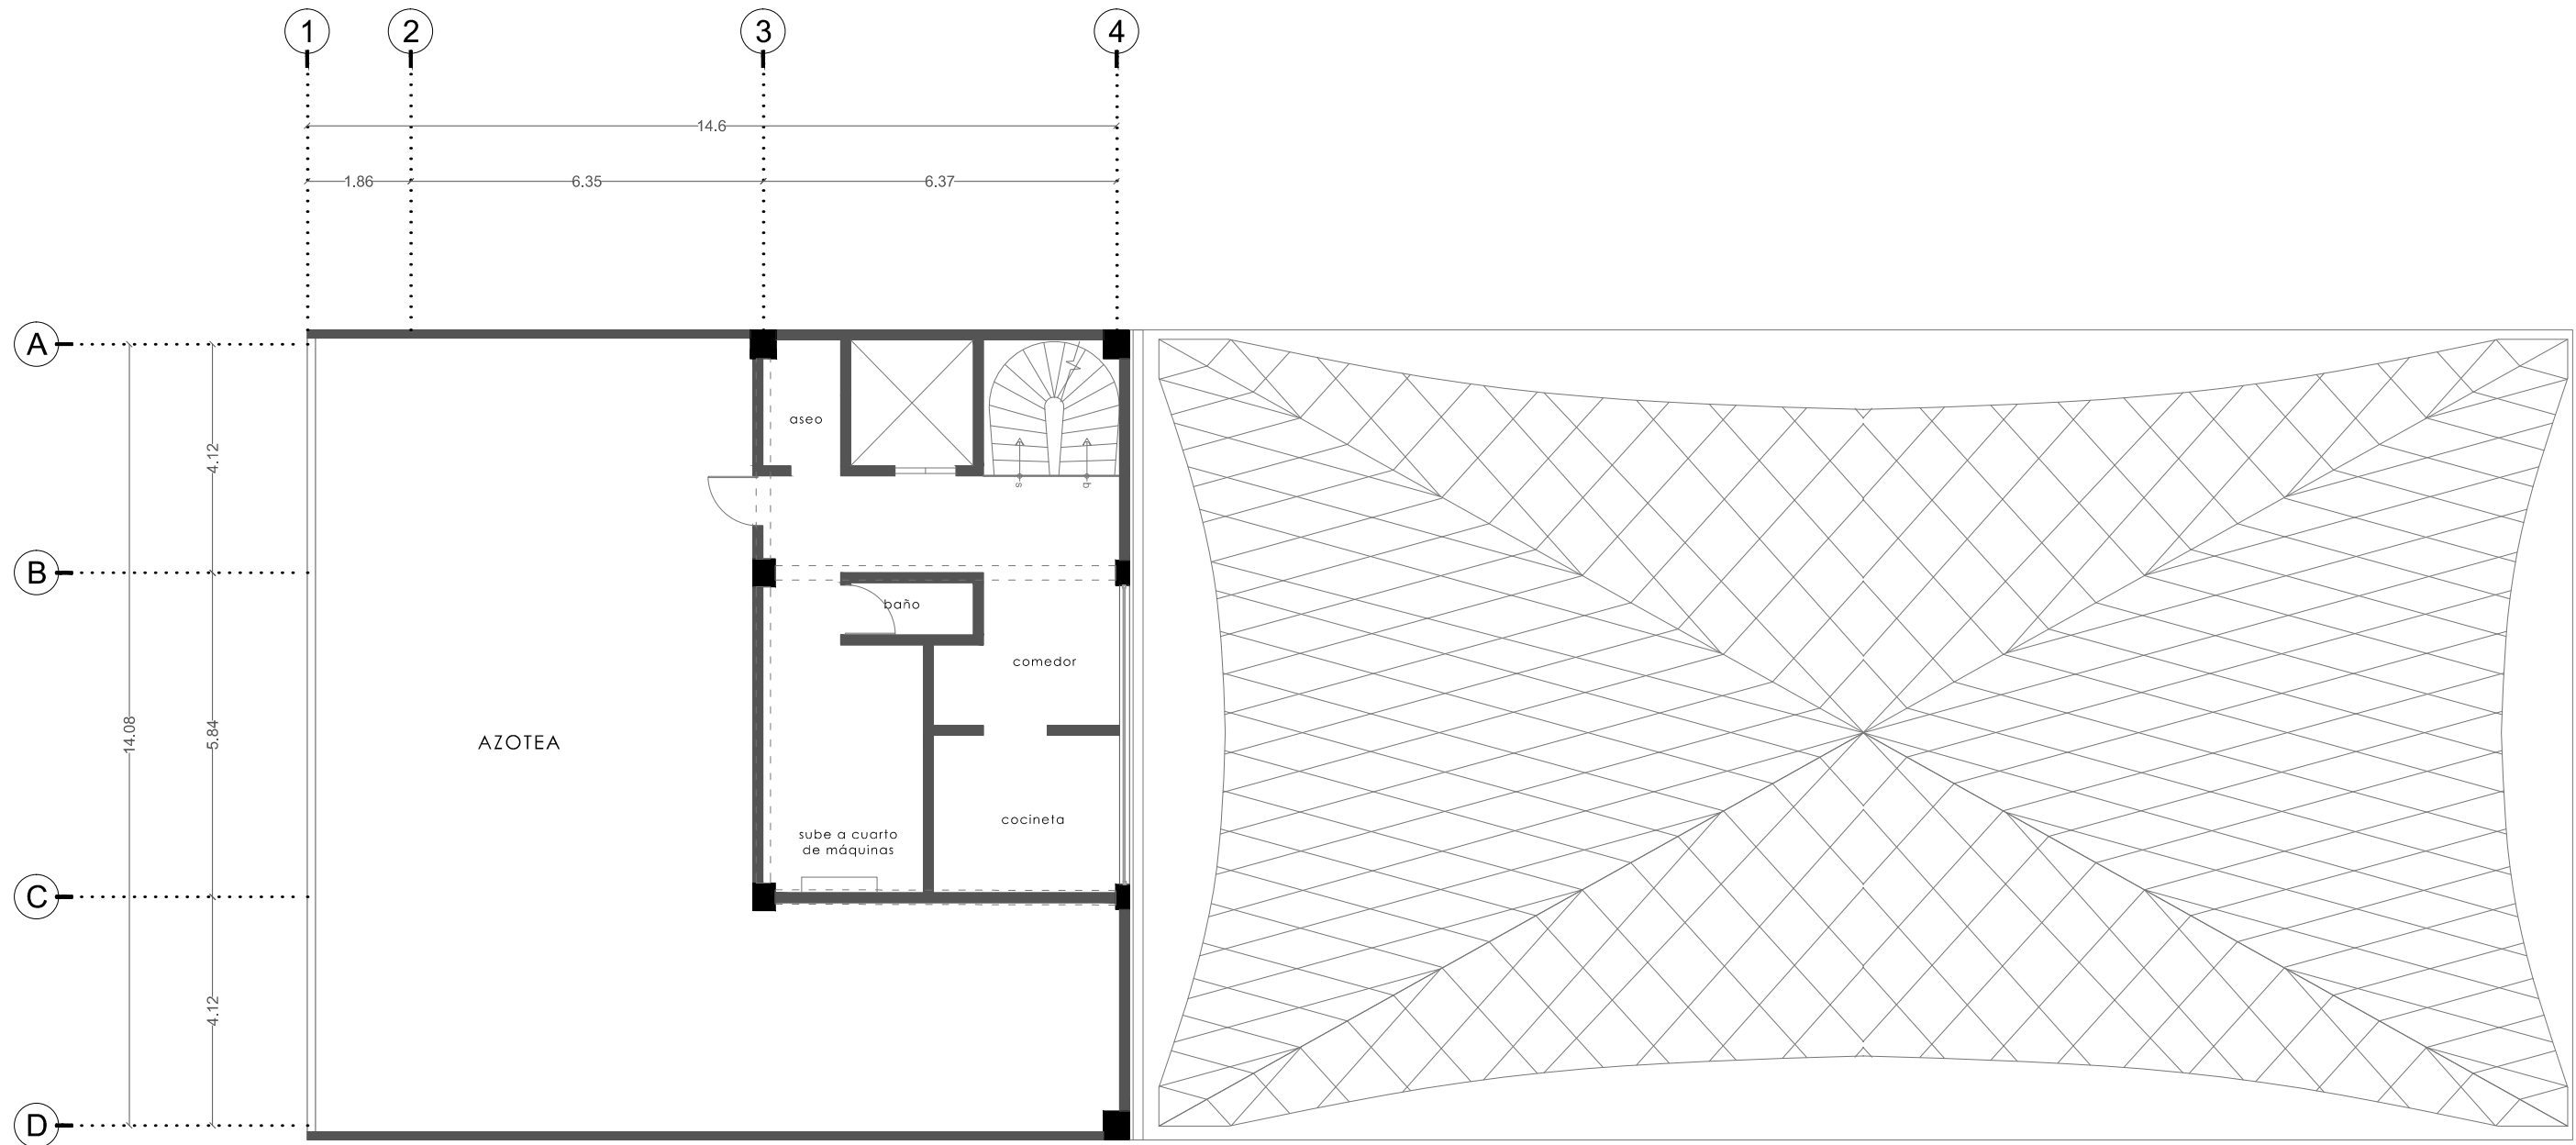 1 2 3 4
14.6
1.86 6.35 6.37
A
aseo
4.12
s b
B
baño
comedor
14.08
5.84
AZOTEA
cocineta
sube a cuarto
de máquinas
C
4.12
D